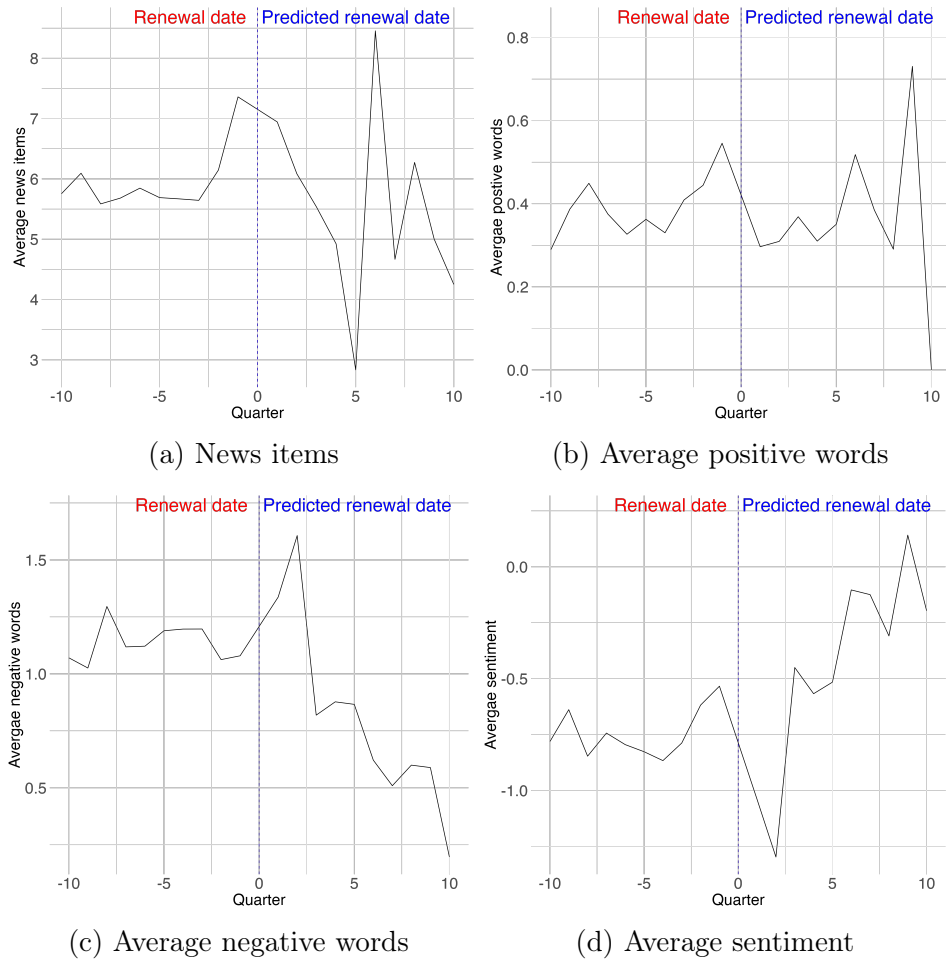 Renewal date Predicted renewal date
8
7
6
5
4
3
Average news items
-10 -5 0 5 10
Quarter
(a) News items
Renewal date Predicted renewal date
0.8
0.6
0.4
0.2
0.0
Avergae postive words
-10 -5 0 5 10
Quarter
(b) Average positive words
Renewal date Predicted renewal date
1.5
1.0
0.5
Avergae negative words
-10 -5 0 5 10
Quarter
(c) Average negative words
Renewal date Predicted renewal date
0.0
-0.5
-1.0
Avergae sentiment
-10 -5 0 5 10
Quarter
(d) Average sentiment